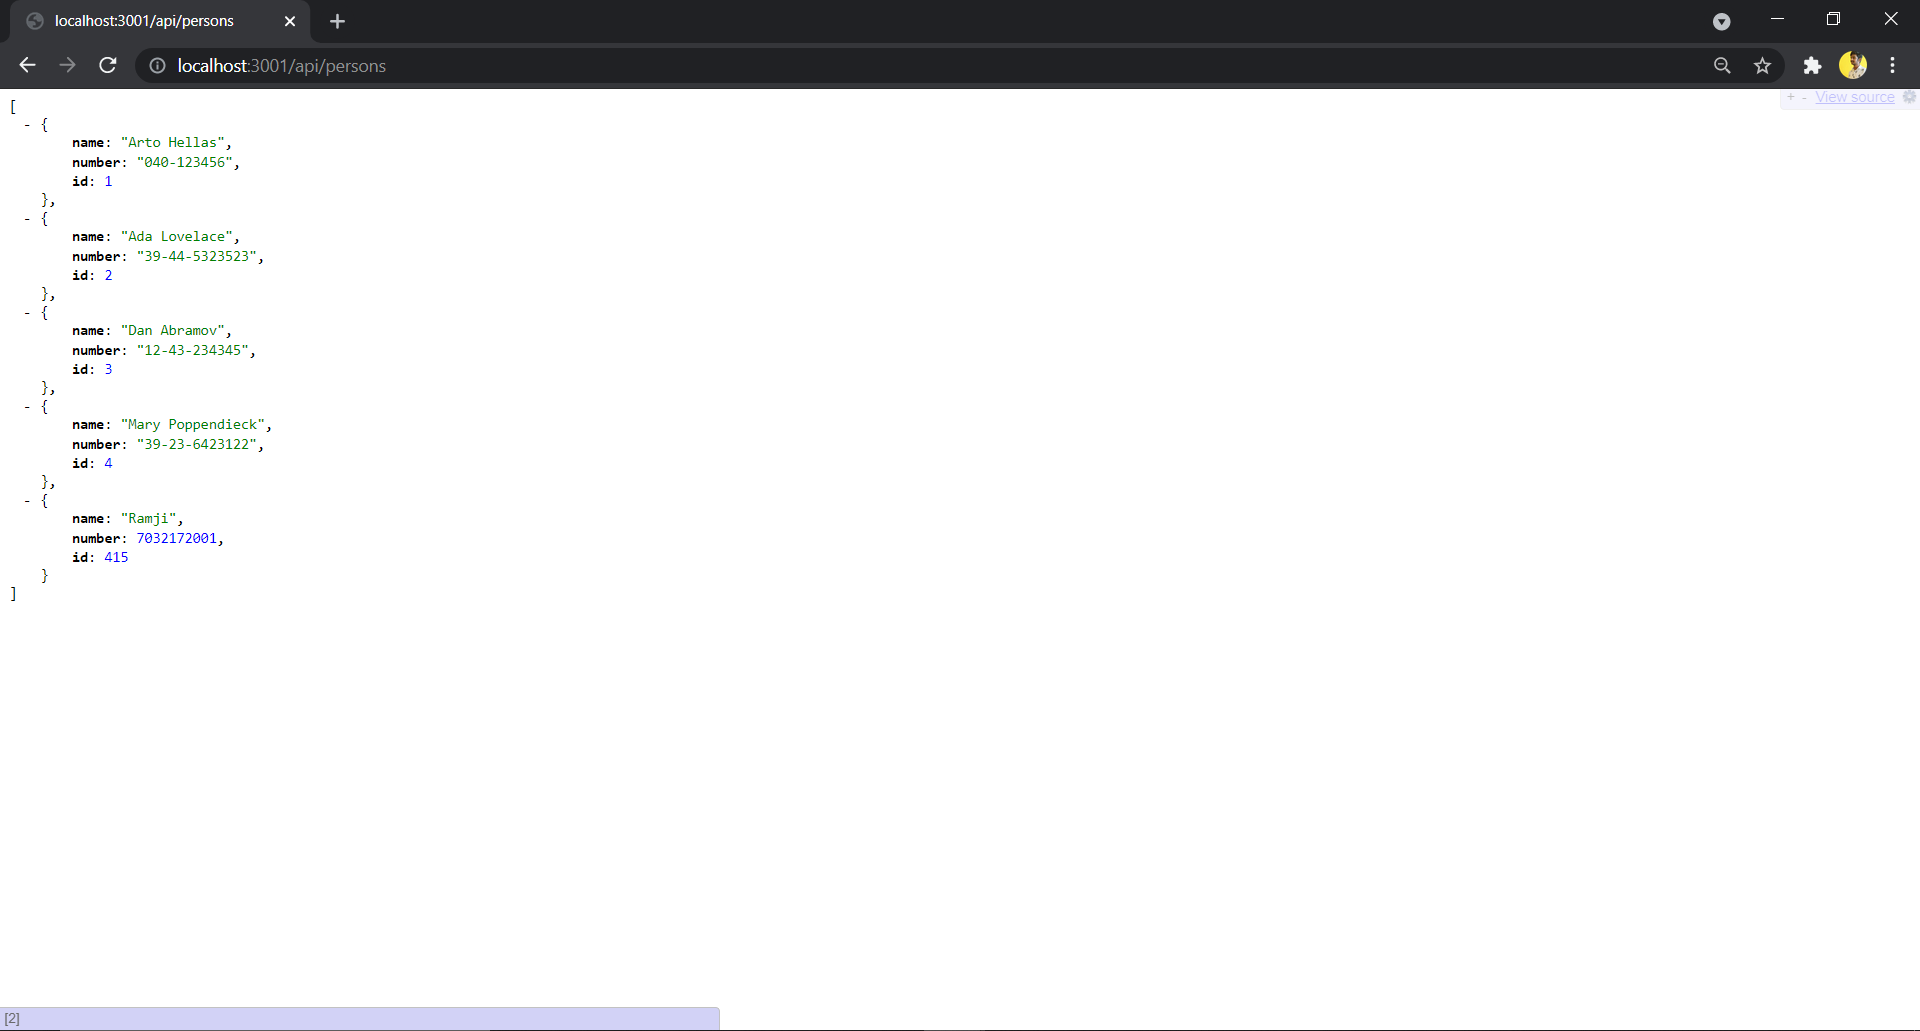 localhost:3001/api/persons
localhost:3001/api/persons
+ - View source
[
- {
name: "Arto Hellas",
number: "040-123456",
id: 1
},
- {
name: "Ada Lovelace",
number: "39-44-5323523",
id: 2
},
- {
name: "Dan Abramov",
number: "12-43-234345",
id: 3
},
- {
name: "Mary Poppendieck",
number: "39-23-6423122",
id: 4
},
- {
name: "Ramji",
number: 7032172001,
id: 415
}
]
[2]